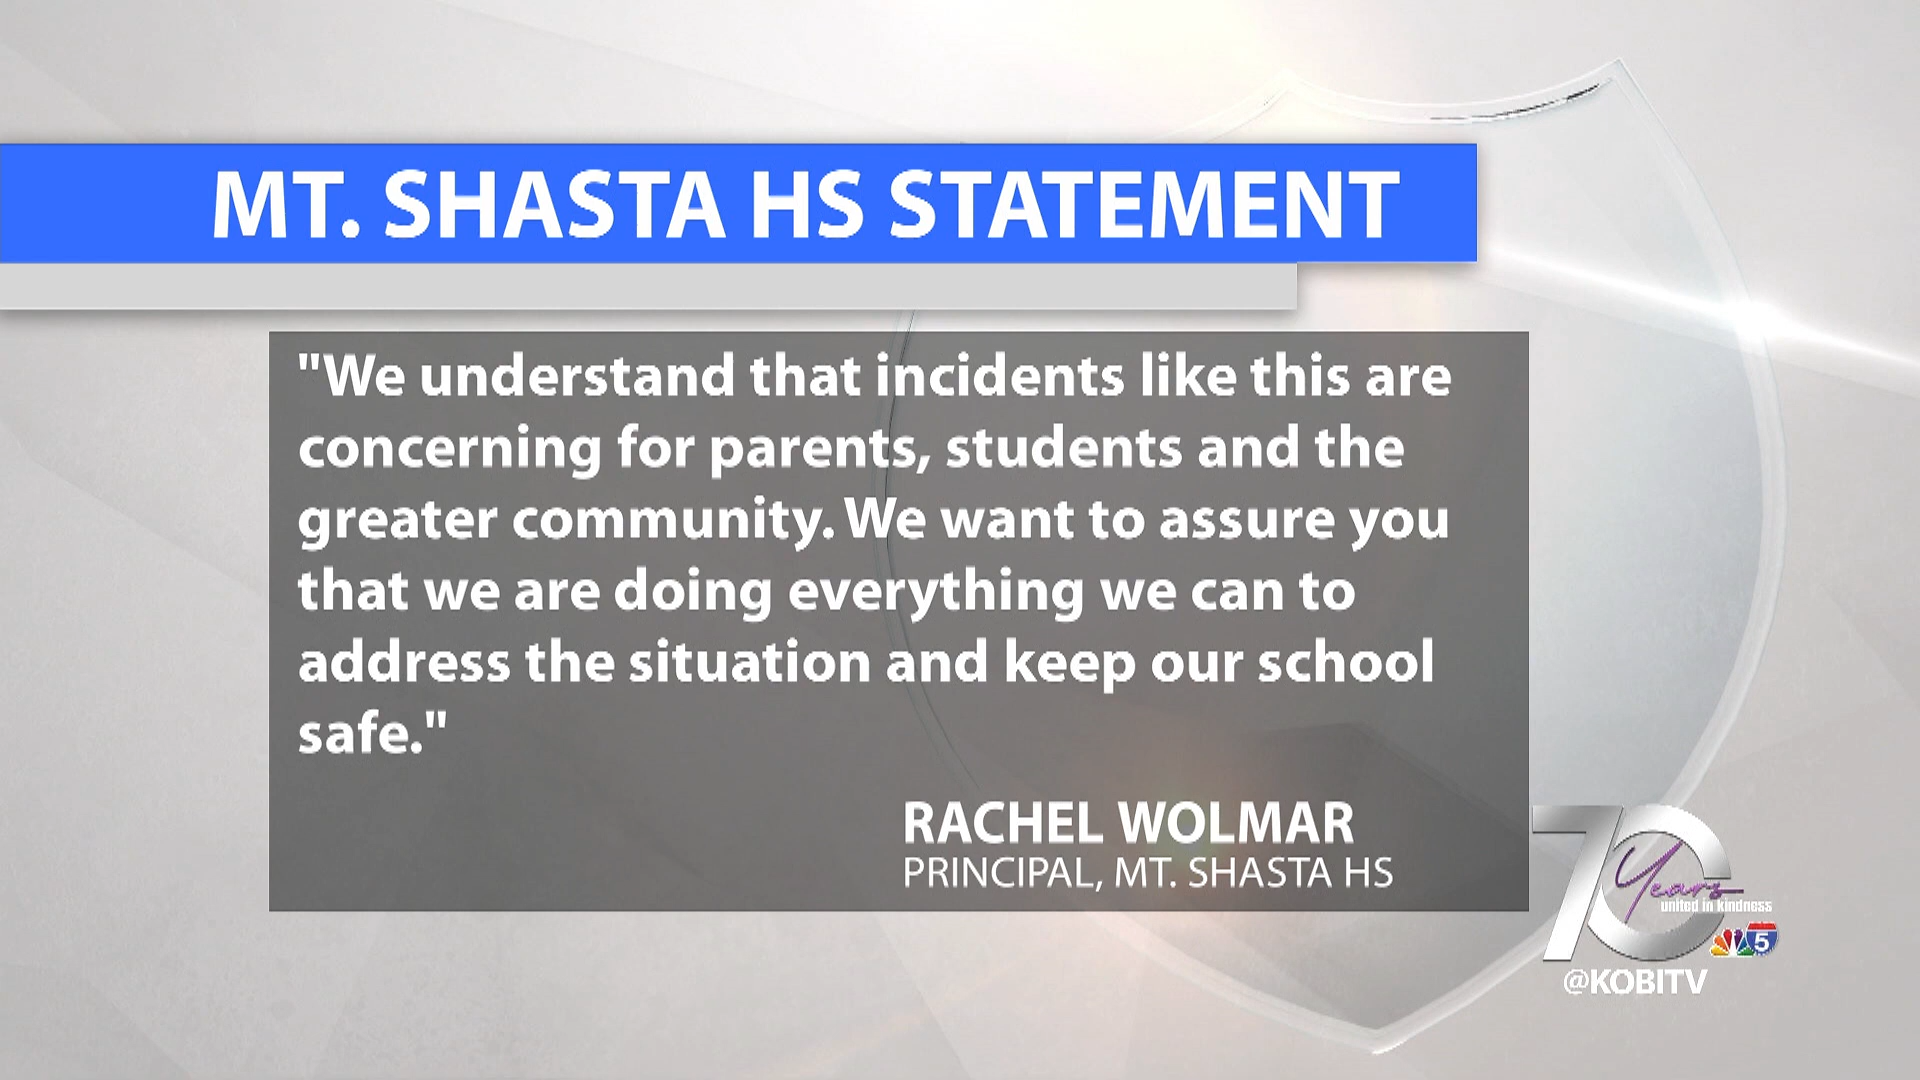 MT. SHASTA HS STATEMENT
"We understand that incidents like this are
concerning for parents, students and the
greater community. We want to assure you
that we are doing everything we can to
address the situation and keep our school
safe."
RACHEL WOLMAR
PRINCIPAL, MT. SHASTA HS
70
Years
united in kindness
5
@KOBITV